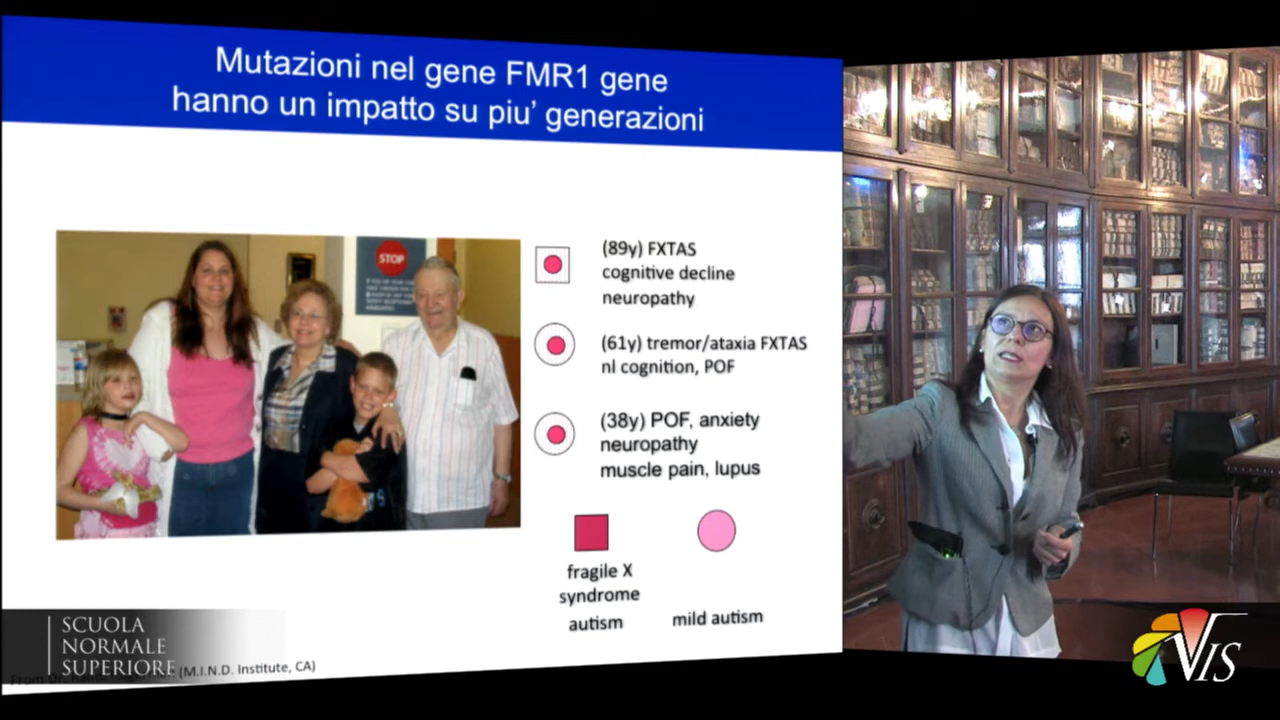 Mutazioni nel gene FMR1 gene
hanno un impatto su piu' generazioni
STOP
(89y) FXTAS
cognitive decline
neuropathy
(61y) tremor/ataxia FXTAS
nl cognition, POF
(38y) POF, anxiety
neuropathy
muscle pain, lupus
fragile X
syndrome
autism
mild autism
SCUOLA
NORMALE
SUPERIORE
(M.I.N.D. Institute, CA)
VIS